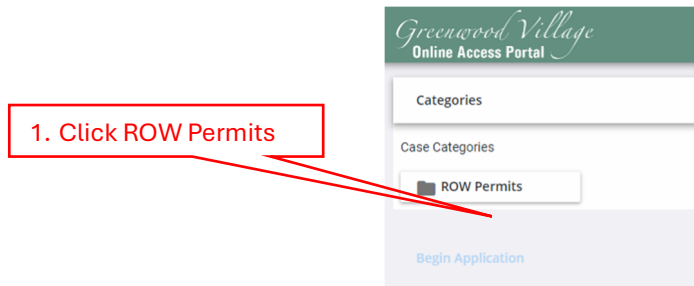 Greenwood Village
Online Access Portal
Categories
1. Click ROW Permits
Case Categories
ROW Permits
Begin Application